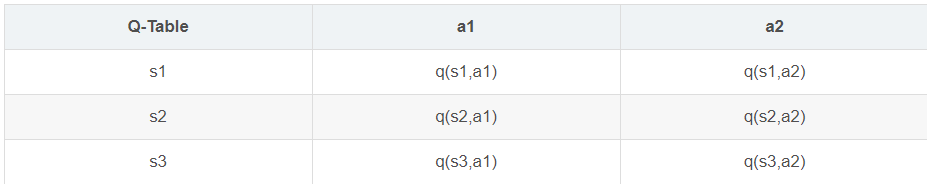 Q-Table a1 a2
s1 q(s1,a1) q(s1,a2)
s2 q(s2,a1) q(s2,a2)
s3 q(s3,a1) q(s3,a2)